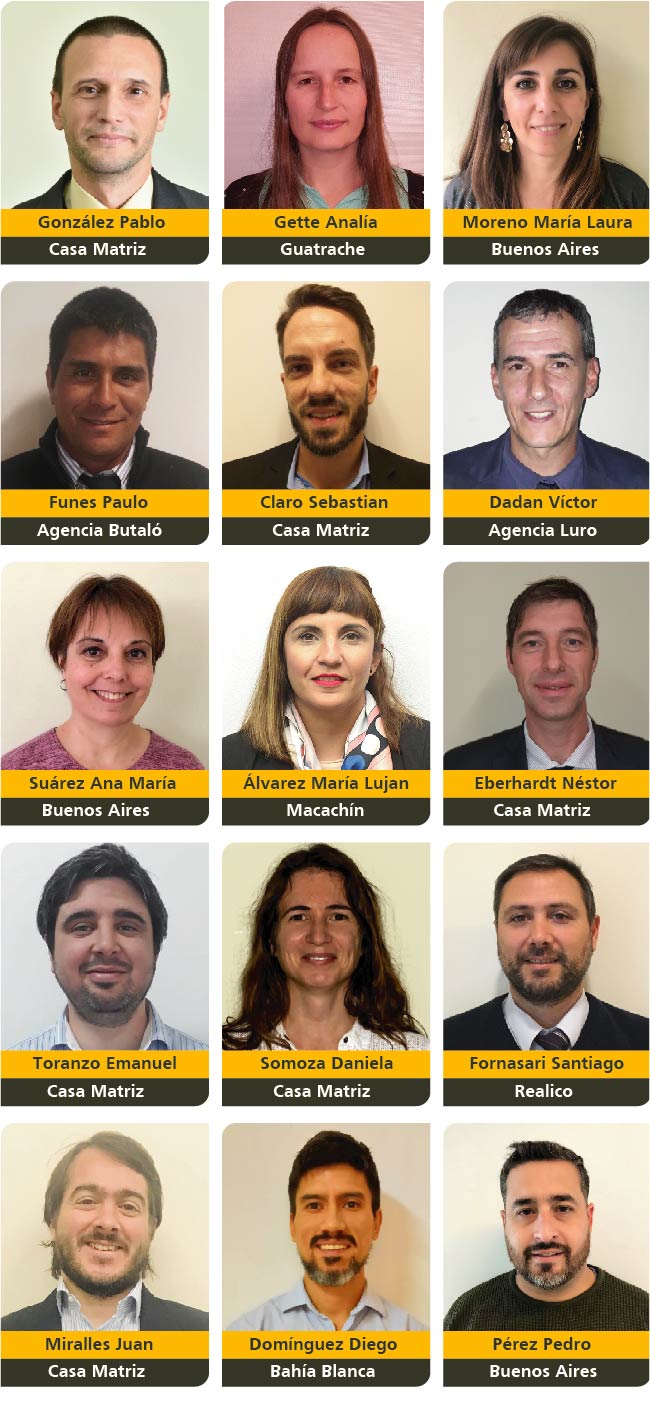 González Pablo
Casa Matriz
Gette Analía
Guatrache
Moreno María Laura
Buenos Aires
Funes Paulo
Agencia Butaló
Claro Sebastian
Casa Matriz
Dadan Víctor
Agencia Luro
Suárez Ana María
Buenos Aires
Álvarez María Lujan
Macachín
Eberhardt Néstor
Casa Matriz
Toranzo Emanuel
Casa Matriz
Somoza Daniela
Casa Matriz
Fornasari Santiago
Realico
Miralles Juan
Casa Matriz
Domínguez Diego
Bahía Blanca
Pérez Pedro
Buenos Aires